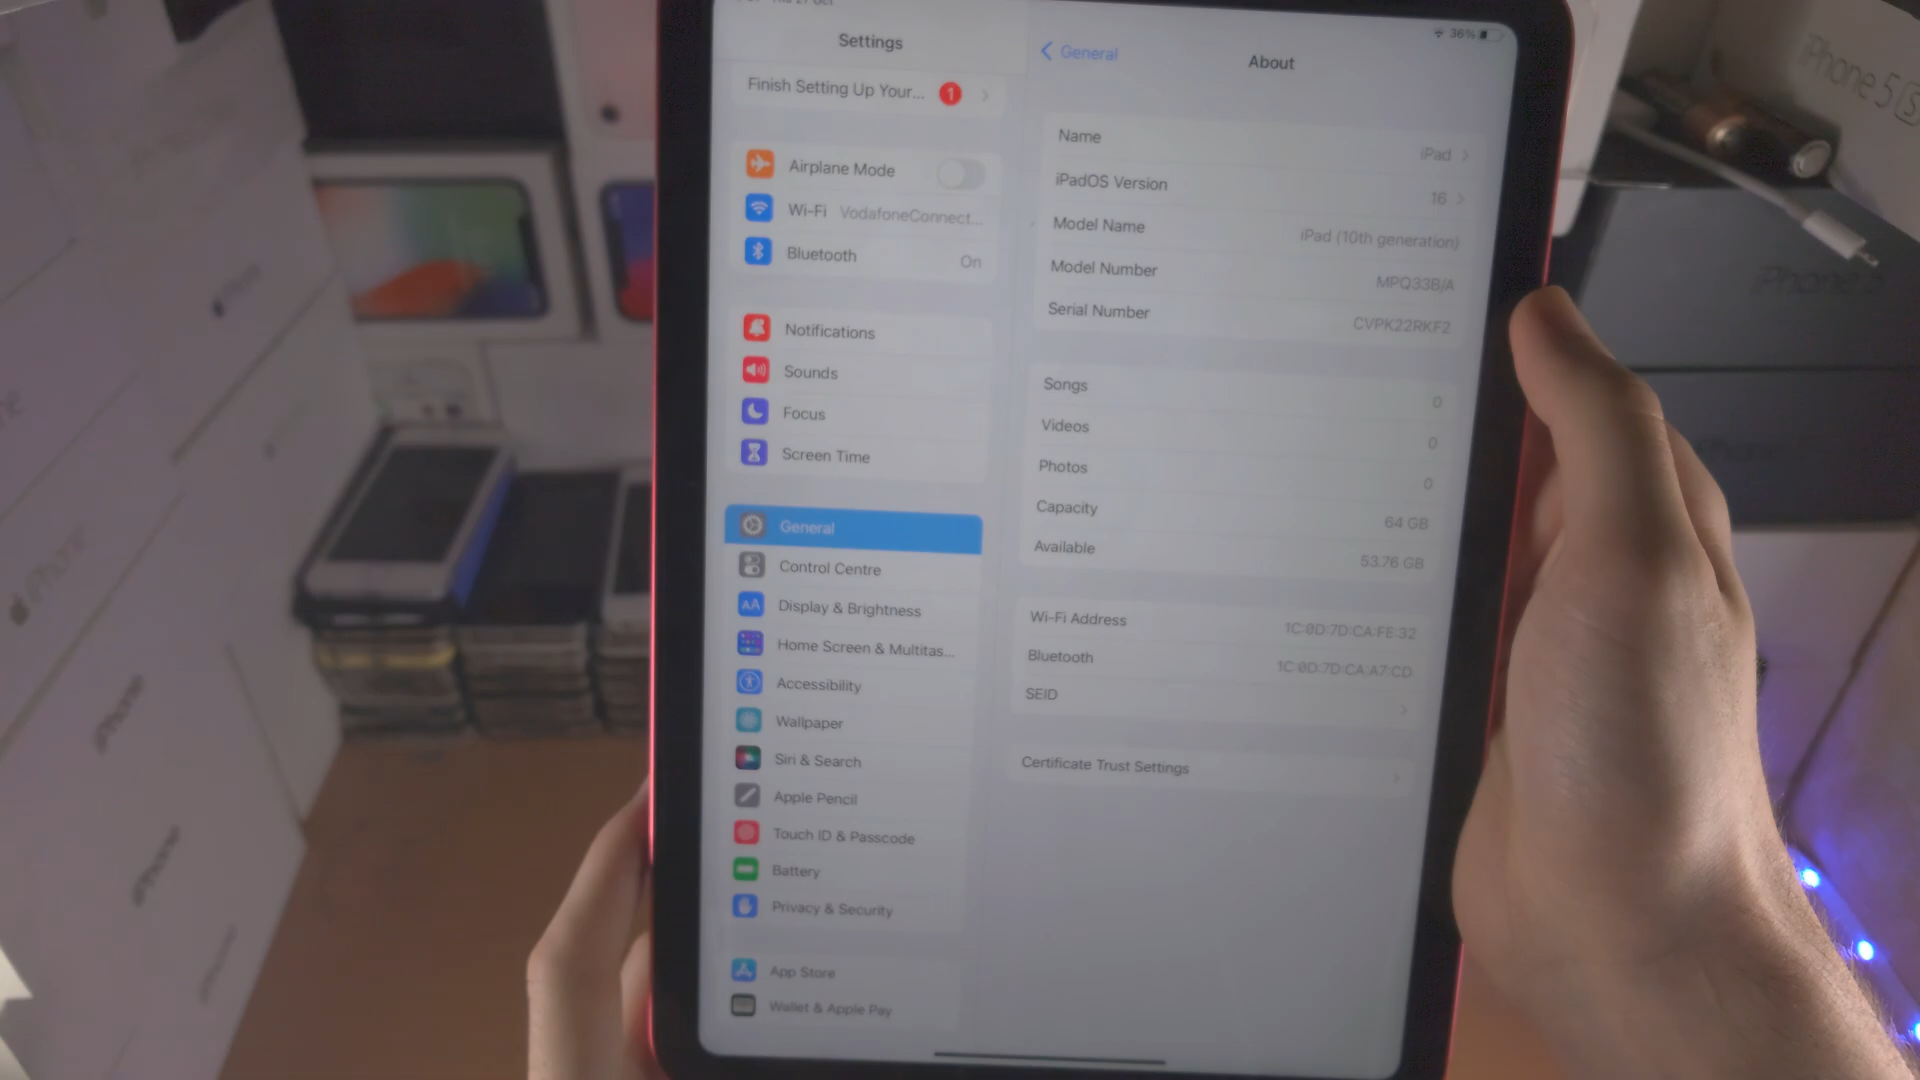 Settings
Finish Setting Up Your... 1
Airplane Mode
Wi-Fi VodafoneConnect...
Bluetooth On
Notifications
Sounds
Focus
Screen Time
General
Control Centre
Display & Brightness
Home Screen & Multitas...
Accessibility
Wallpaper
Siri & Search
Apple Pencil
Touch ID & Passcode
Battery
Privacy & Security
App Store
Wallet & Apple Pay
36%
General
About
Name iPad
iPadOS Version 16
Model Name iPad (10th generation)
Model Number MPQ33B/A
Serial Number CVPK22RKF2
Songs 0
Videos 0
Photos 0
Capacity 64 GB
Available 53.76 GB
Wi-Fi Address 1C:0D:7D:CA:FE:32
Bluetooth 1C:0D:7D:CA:A7:CD
SEID
Certificate Trust Settings
iPhone 5s
iPhone
iPhone
iPhone
iPhone